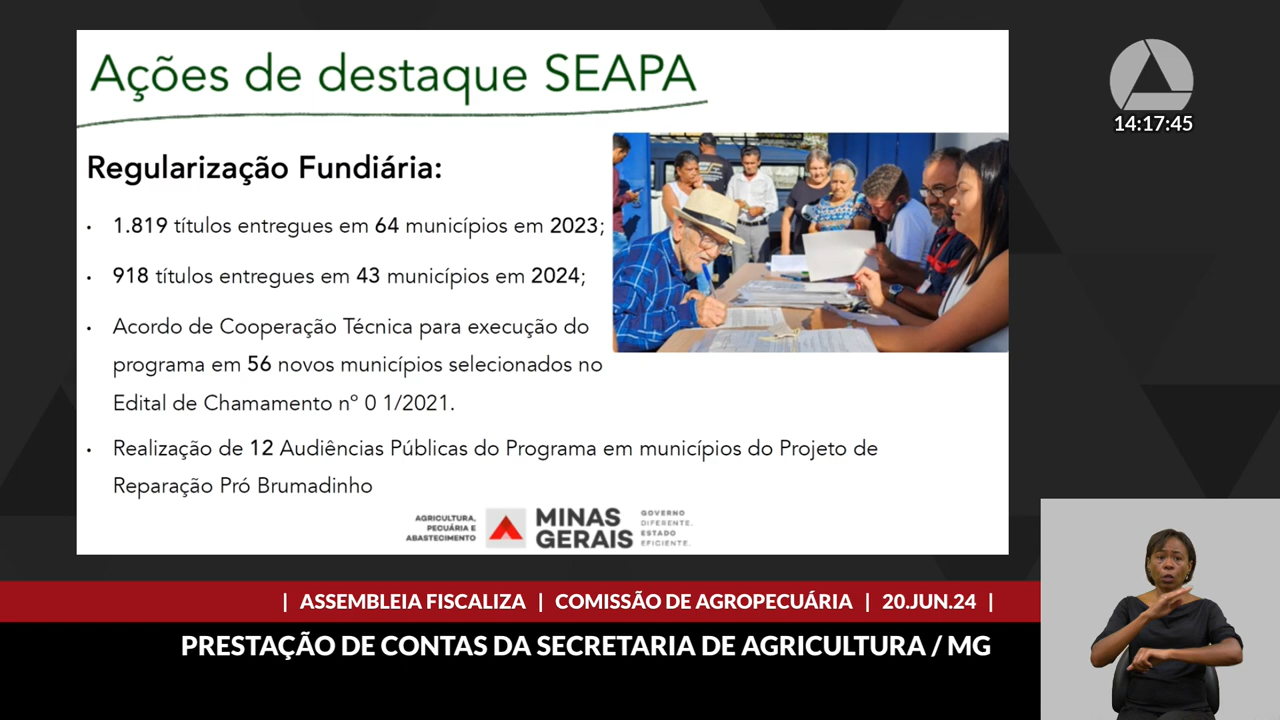 Ações de destaque SEAPA
14:17:45
Regularização Fundiária:
• 1.819 títulos entregues em 64 municípios em 2023;
• 918 títulos entregues em 43 municípios em 2024;
• Acordo de Cooperação Técnica para execução do
programa em 56 novos municípios selecionados no
Edital de Chamamento nº 0 1/2021.
• Realização de 12 Audiências Públicas do Programa em municípios do Projeto de
Reparação Pró Brumadinho
AGRICULTURA,
PECUÁRIA E
ABASTECIMENTO
MINAS
GERAIS
GOVERNO
DIFERENTE.
ESTADO
EFICIENTE.
| ASSEMBLEIA FISCALIZA | COMISSÃO DE AGROPECUÁRIA | 20.JUN.24 |
PRESTAÇÃO DE CONTAS DA SECRETARIA DE AGRICULTURA / MG